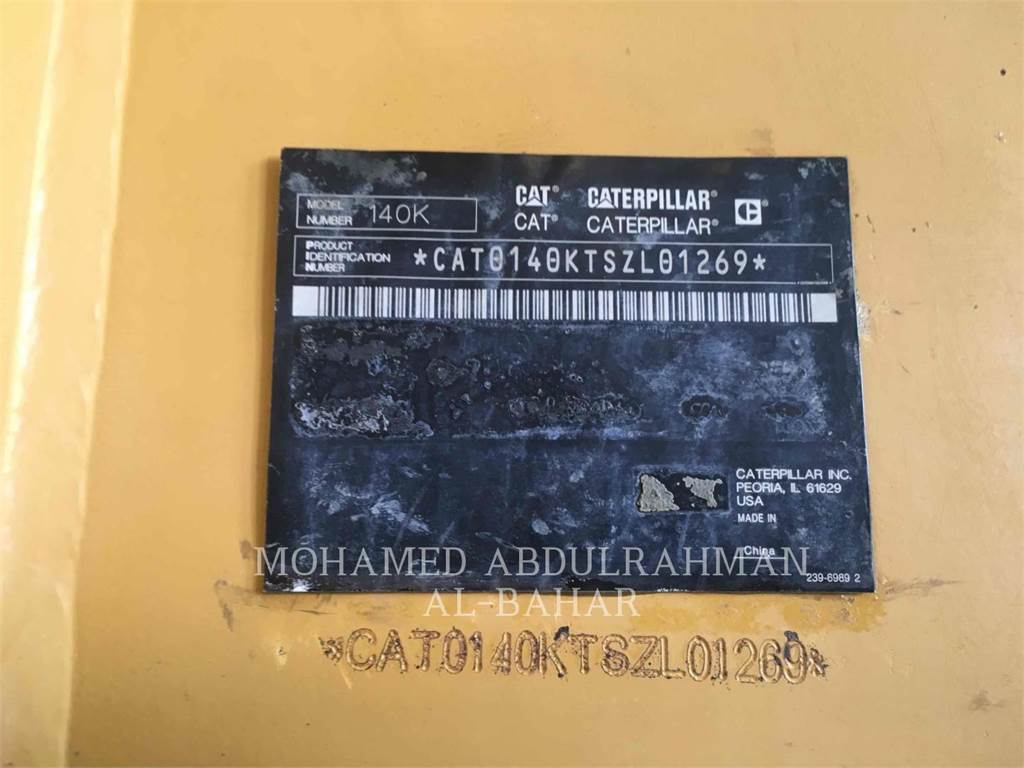 CAT® CATERPILLAR®
MODEL NUMBER 140K
CAT® CATERPILLAR®
PRODUCT IDENTIFICATION NUMBER *CAT0140KTSZL01269*
CATERPILLAR INC.
PEORIA, IL 61629
USA
MADE IN
China
239-6989 2
MOHAMED ABDULRAHMAN
AL-BAHAR
*CAT0140KTSZL01269*